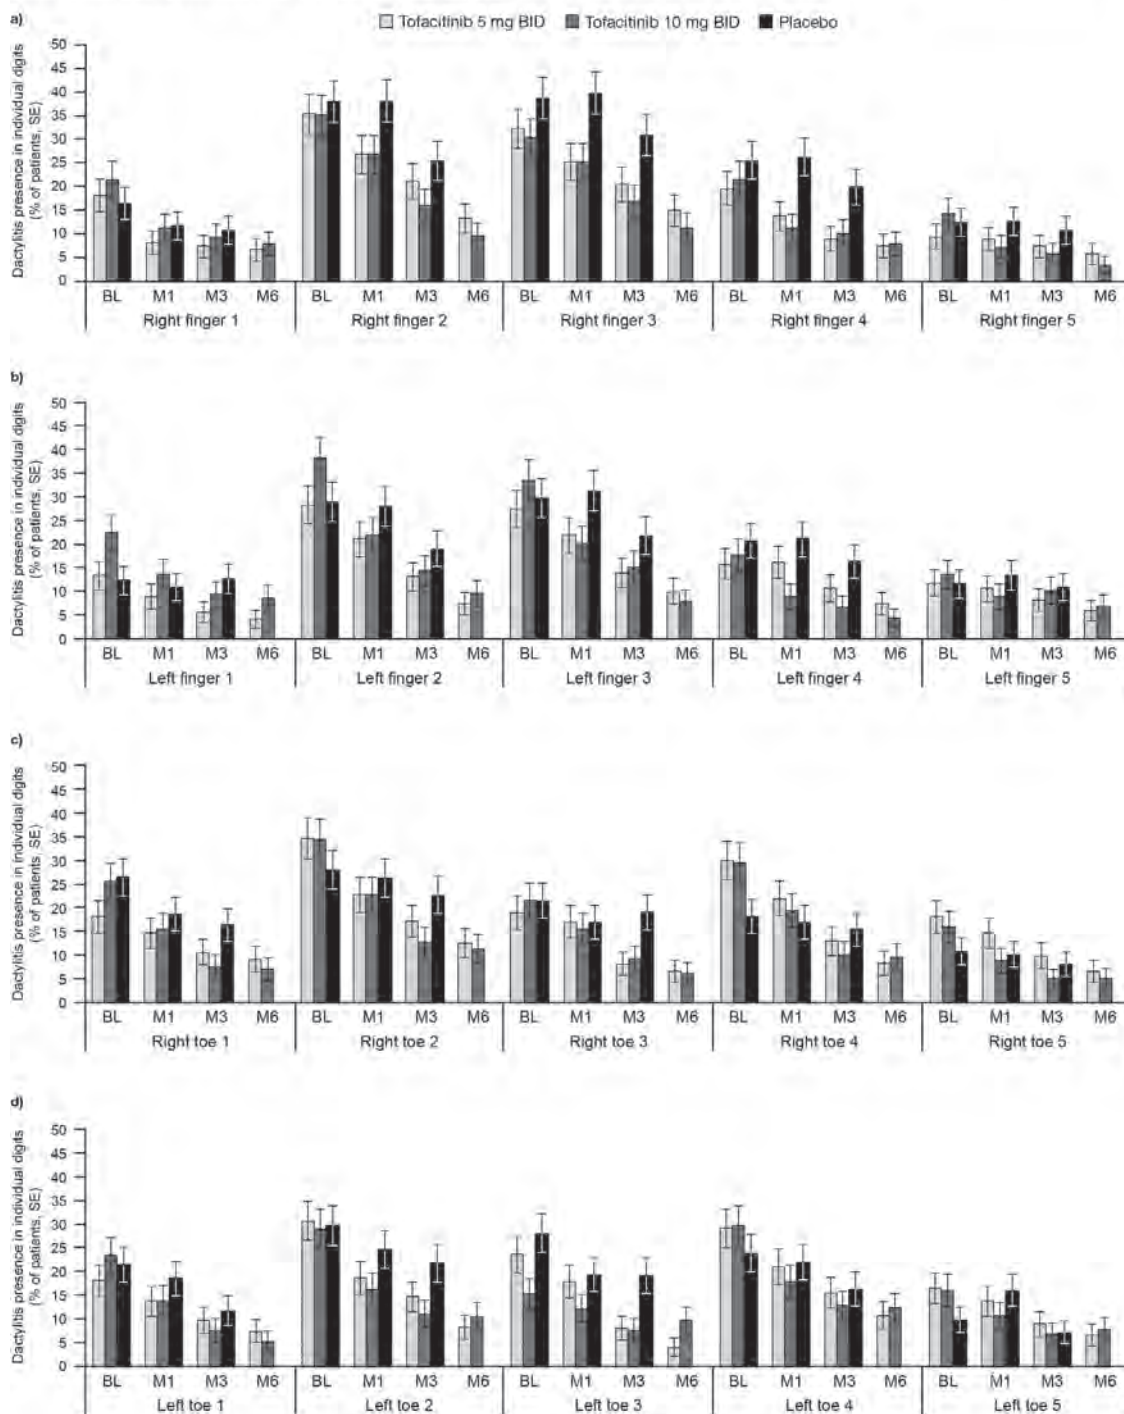 a)
Tofacitinib 5 mg BID Tofacitinib 10 mg BID Placebo
Dactylitis presence in individual digits
(% of patients, SE)
50
45
40
35
30
25
20
15
10
5
0
BL M1 M3 M6 BL M1 M3 M6 BL M1 M3 M6 BL M1 M3 M6 BL M1 M3 M6
Right finger 1 Right finger 2 Right finger 3 Right finger 4 Right finger 5
b)
Dactylitis presence in individual digits
(% of patients, SE)
50
45
40
35
30
25
20
15
10
5
0
BL M1 M3 M6 BL M1 M3 M6 BL M1 M3 M6 BL M1 M3 M6 BL M1 M3 M6
Left finger 1 Left finger 2 Left finger 3 Left finger 4 Left finger 5
c)
Dactylitis presence in individual digits
(% of patients, SE)
50
45
40
35
30
25
20
15
10
5
0
BL M1 M3 M6 BL M1 M3 M6 BL M1 M3 M6 BL M1 M3 M6 BL M1 M3 M6
Right toe 1 Right toe 2 Right toe 3 Right toe 4 Right toe 5
d)
Dactylitis presence in individual digits
(% of patients, SE)
50
45
40
35
30
25
20
15
10
5
0
BL M1 M3 M6 BL M1 M3 M6 BL M1 M3 M6 BL M1 M3 M6 BL M1 M3 M6
Left toe 1 Left toe 2 Left toe 3 Left toe 4 Left toe 5